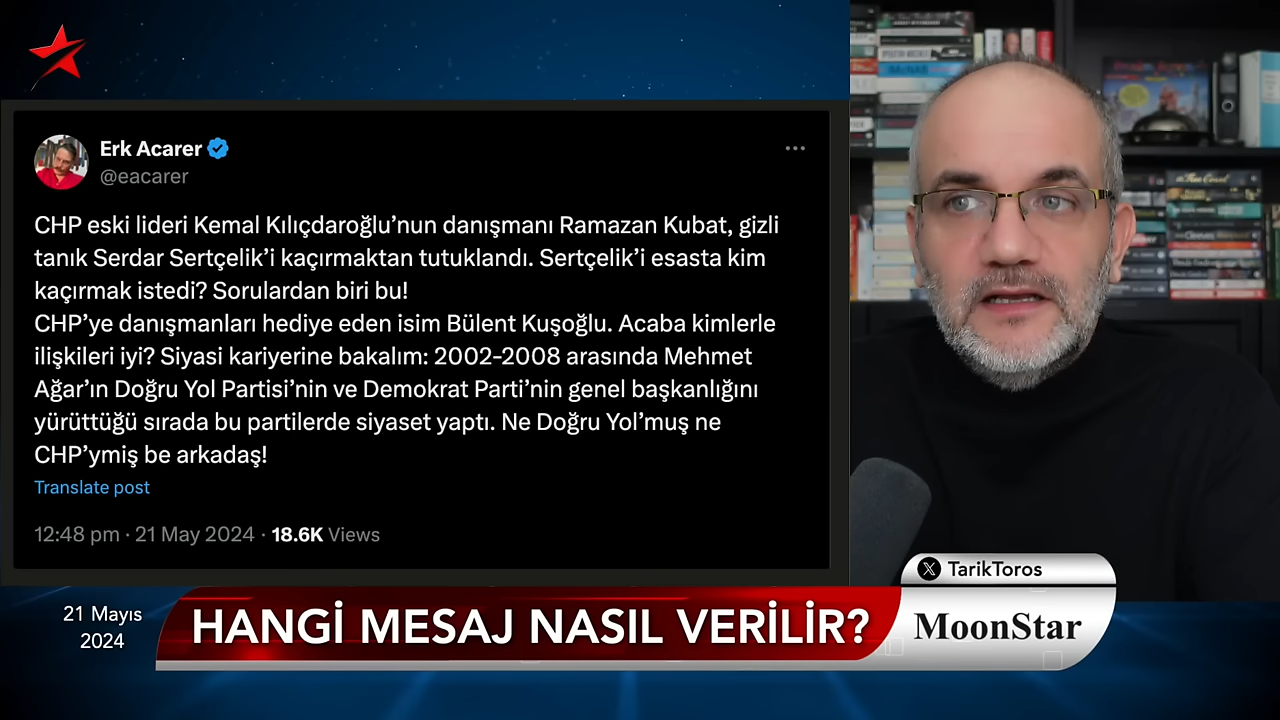 Erk Acarer
@eacarer
CHP eski lideri Kemal Kılıçdaroğlu’nun danışmanı Ramazan Kubat, gizli
tanık Serdar Sertçelik’i kaçırmaktan tutuklandı. Sertçelik’i esasta kim
kaçırmak istedi? Sorulardan biri bu!
CHP’ye danışmanları hediye eden isim Bülent Kuşoğlu. Acaba kimlerle
ilişkileri iyi? Siyasi kariyerine bakalım: 2002-2008 arasında Mehmet
Ağar’ın Doğru Yol Partisi’nin ve Demokrat Parti’nin genel başkanlığını
yürüttüğü sırada bu partilerde siyaset yaptı. Ne Doğru Yol’muş ne
CHP’ymiş be arkadaş!
Translate post
12:48 pm · 21 May 2024 · 18.6K Views
X TarikToros
21 Mayıs
2024
HANGİ MESAJ NASIL VERİLİR?
MoonStar